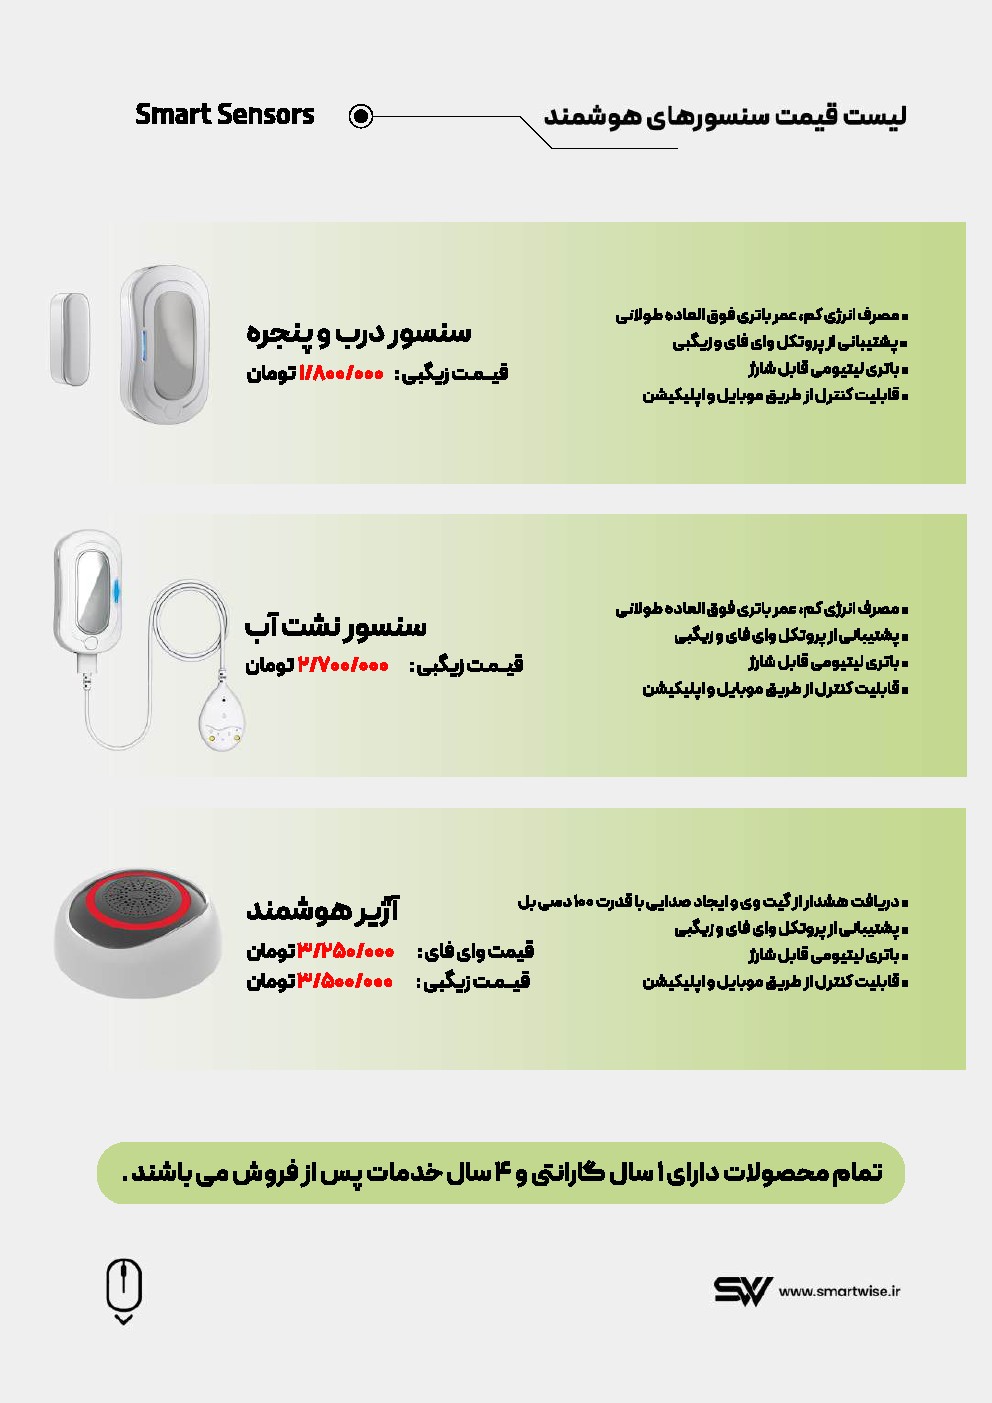 لیست قیمت سنسورهای هوشمند
Smart Sensors
▪ مصرف انرژی کم، عمر باتری فوق العاده طولانی
▪ پشتیبانی از پروتکل وای فای و زیگبی
▪ باتری لیتیومی قابل شارژ
▪ قابلیت کنترل از طریق موبایل و اپلیکیشن
سنسور درب و پنجره
قیـمـت زیگبی : ۱/۸۰۰/۰۰۰ تومان
▪ مصرف انرژی کم، عمر باتری فوق العاده طولانی
▪ پشتیبانی از پروتکل وای فای و زیگبی
▪ باتری لیتیومی قابل شارژ
▪ قابلیت کنترل از طریق موبایل و اپلیکیشن
سنسور نشت آب
قیـمـت زیگبی : ۲/۷۰۰/۰۰۰ تومان
▪ دریافت هشدار از گیت وی و ایجاد صدایی با قدرت ۱۰۰ دسی بل
▪ پشتیبانی از پروتکل وای فای و زیگبی
▪ باتری لیتیومی قابل شارژ
▪ قابلیت کنترل از طریق موبایل و اپلیکیشن
آژیر هوشمند
قیمت وای فای : ۳/۲۵۰/۰۰۰ تومان
قیـمـت زیگبی : ۳/۵۰۰/۰۰۰ تومان
تمام محصولات دارای ۱ سال گارانتی و ۴ سال خدمات پس از فروش می باشند .
SW www.smartwise.ir